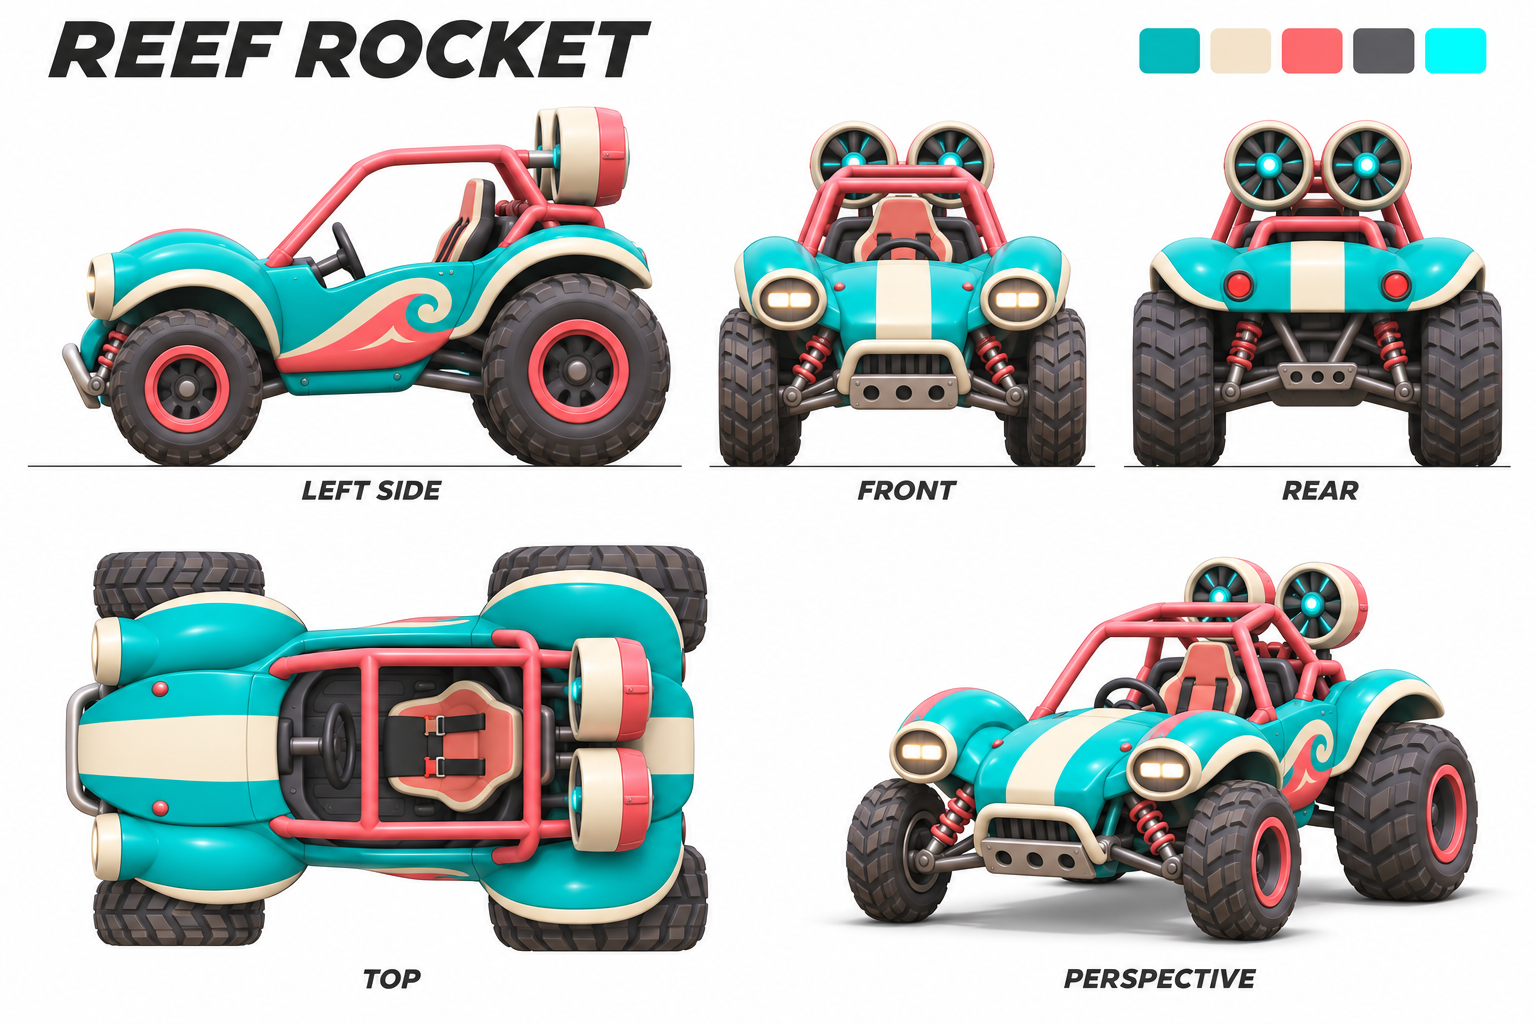 REEF ROCKET
LEFT SIDE
FRONT
REAR
TOP
PERSPECTIVE